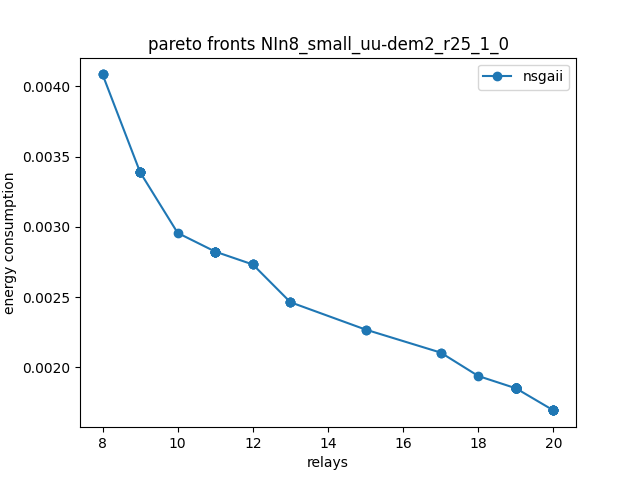 pareto fronts NIn8_small_uu-dem2_r25_1_0
nsgaii
energy consumption
0.0040
0.0035
0.0030
0.0025
0.0020
8 10 12 14 16 18 20
relays